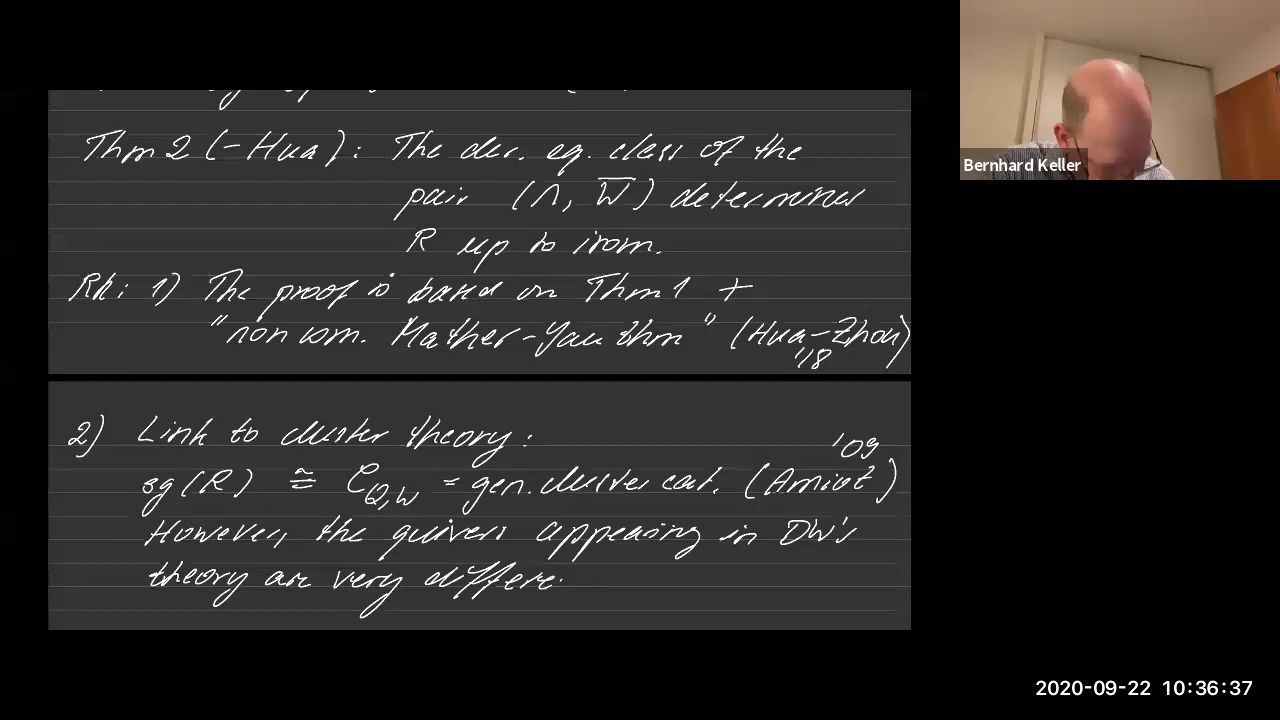 Thm 2 (-Hua): The der. eq. class of the
pair (Λ, W̅) determines
R up to isom.
Rk: 1) The proof is based on Thm 1 +
"non com. Mather-Yau thm" (Hua-Zhou)
'18
2) Link to cluster theory:
'09
sg(R) ≅ C_{Q,W} = gen. cluster cat. (Amiot)
However, the quivers appearing in DW's
theory are very differe
Bernhard Keller
2020-09-22 10:36:37